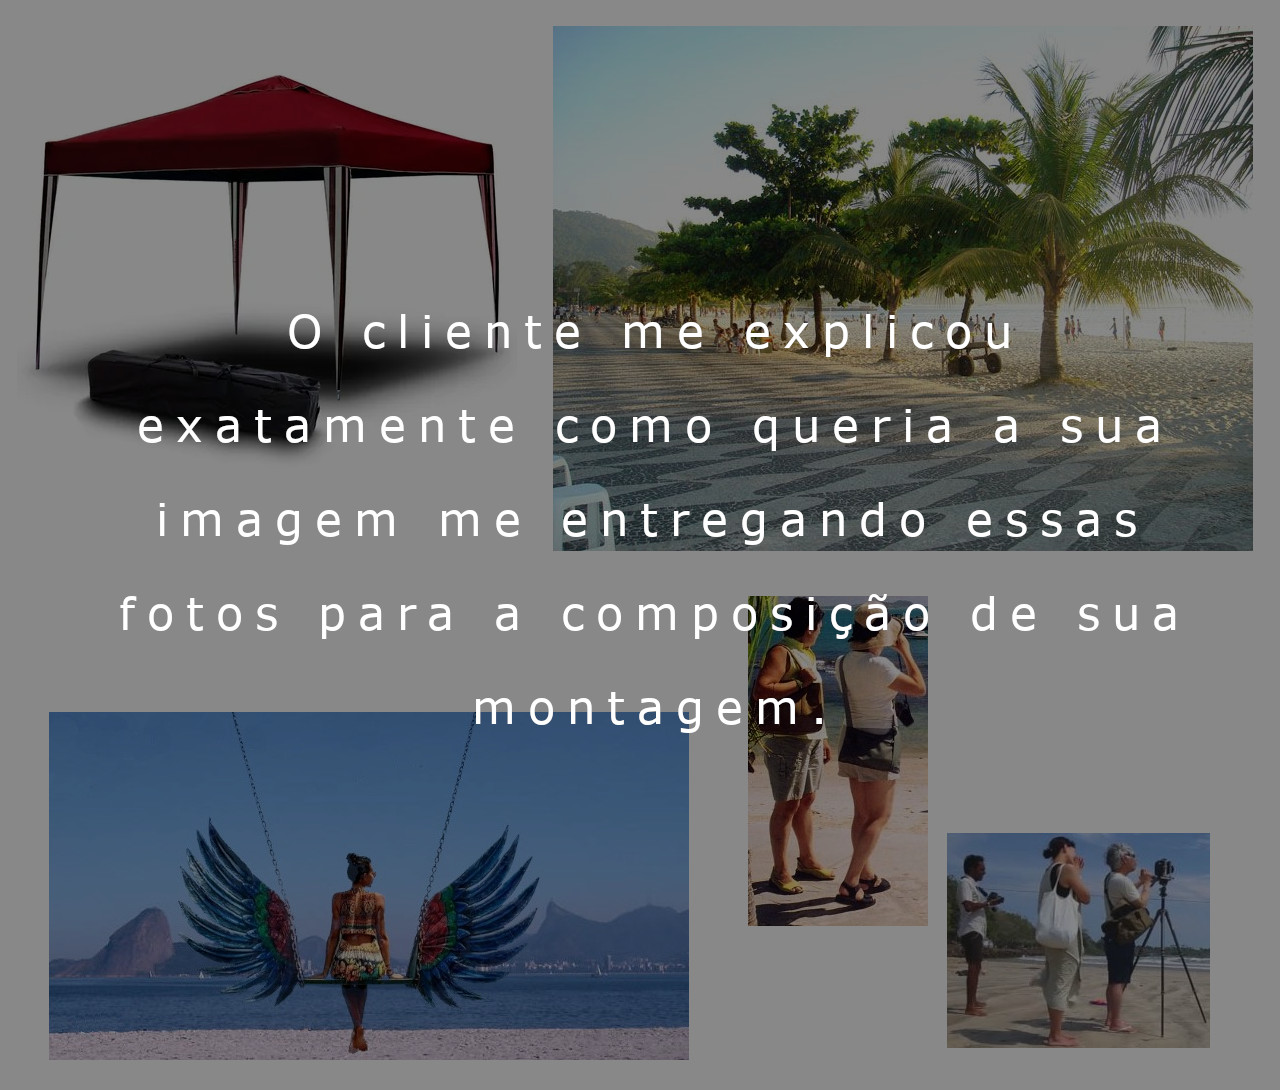 O cliente me explicou
exatamente como queria a sua
imagem me entregando essas
fotos para a composição de sua
montagem.